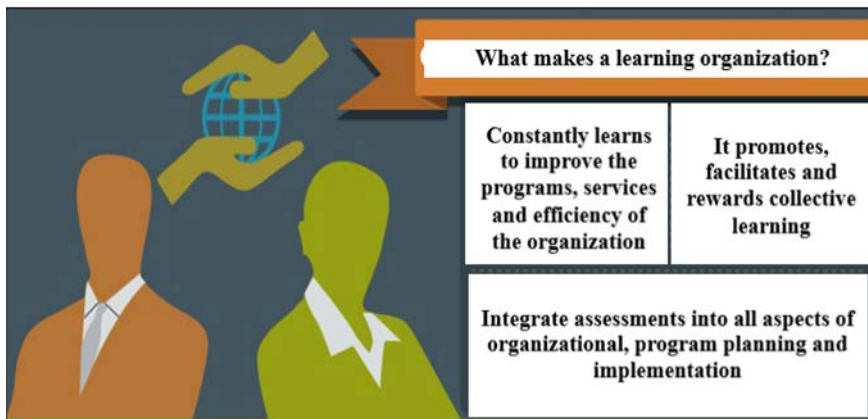 What makes a learning organization?
Constantly learns
to improve the
programs, services
and efficiency of
the organization
It promotes,
facilitates and
rewards collective
learning
Integrate assessments into all aspects of
organizational, program planning and
implementation